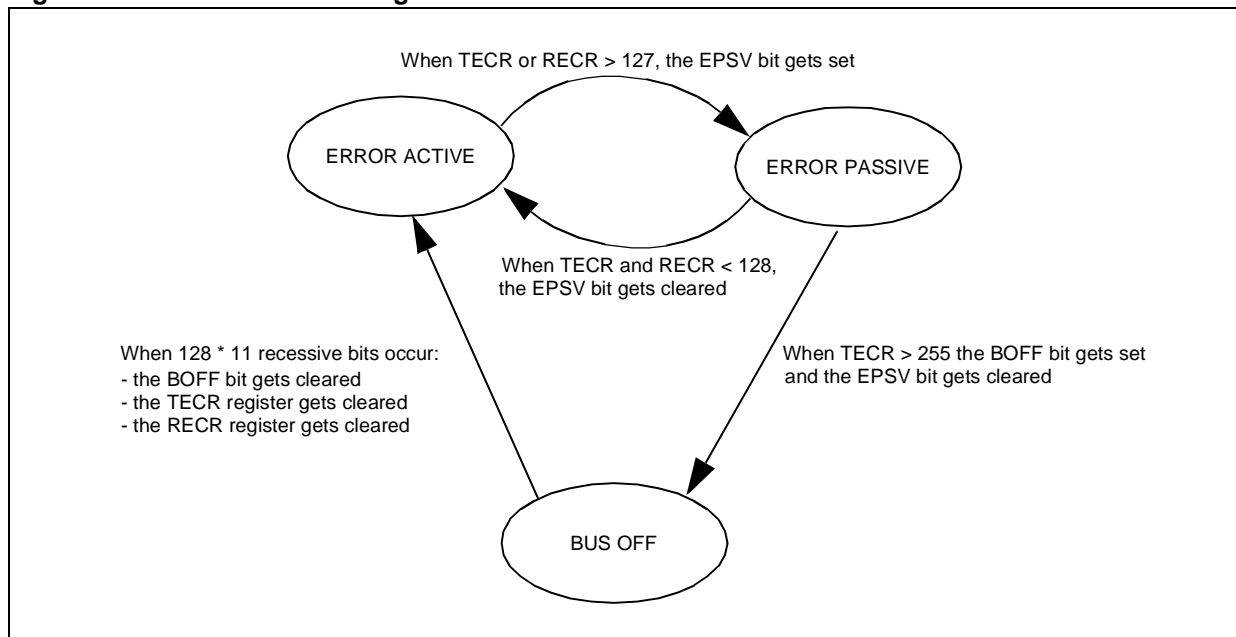 When TECR or RECR > 127, the EPSV bit gets set
ERROR ACTIVE
ERROR PASSIVE
When TECR and RECR < 128,
the EPSV bit gets cleared
When 128 * 11 recessive bits occur:
- the BOFF bit gets cleared
- the TECR register gets cleared
- the RECR register gets cleared
When TECR > 255 the BOFF bit gets set
and the EPSV bit gets cleared
BUS OFF